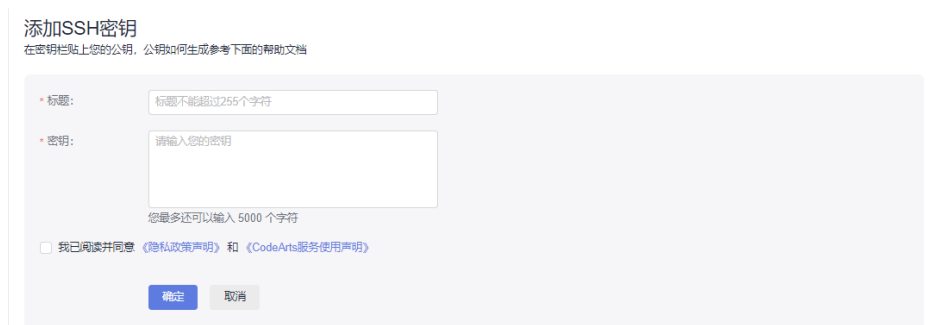 添加SSH密钥
在密钥栏贴上您的公钥，公钥如何生成参考下面的帮助文档
* 标题： 标题不能超过255个字符
* 密钥： 请输入您的密钥
您最多还可以输入 5000 个字符
我已阅读并同意 《隐私政策声明》 和 《CodeArts服务使用声明》
确定 取消